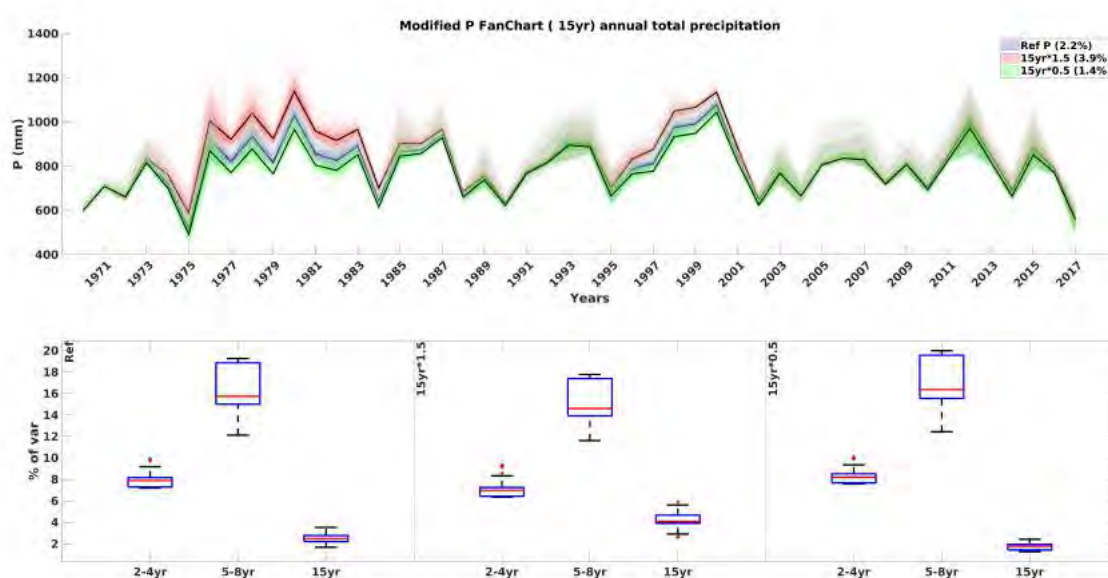 Modified P FanChart ( 15yr) annual total precipitation
1400
1200
1000
800
600
400
P (mm)
Ref P (2.2%)
15yr*1.5 (3.9%
15yr*0.5 (1.4%
1971 1973 1975 1977 1979 1981 1983 1985 1987 1989 1991 1993 1995 1997 1999 2001 2003 2005 2007 2009 2011 2013 2015 2017
Years
20
18
16
14
12
10
8
6
4
2
% of var
Ref
15yr*1.5
15yr*0.5
2-4yr 5-8yr 15yr 2-4yr 5-8yr 15yr 2-4yr 5-8yr 15yr